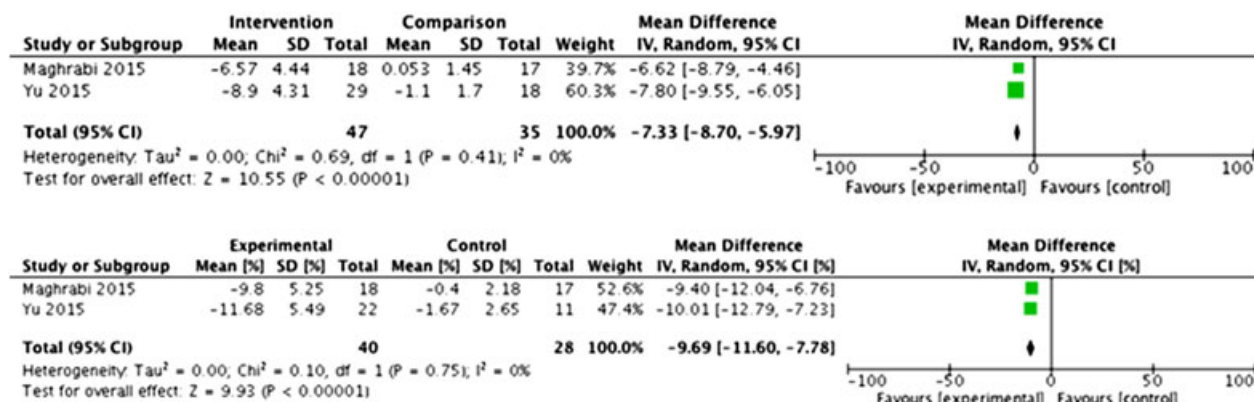 Intervention Comparison Mean Difference Mean Difference
Study or Subgroup Mean SD Total Mean SD Total Weight IV, Random, 95% CI IV, Random, 95% CI
Maghrabi 2015 -6.57 4.44 18 0.053 1.45 17 39.7% -6.62 [-8.79, -4.46]
Yu 2015 -8.9 4.31 29 -1.1 1.7 18 60.3% -7.80 [-9.55, -6.05]
Total (95% CI) 47 35 100.0% -7.33 [-8.70, -5.97]
Heterogeneity: Tau² = 0.00; Chi² = 0.69, df = 1 (P = 0.41); I² = 0%
Test for overall effect: Z = 10.55 (P < 0.00001)
-100 -50 0 50 100
Favours [experimental] Favours [control]
Experimental Control Mean Difference Mean Difference
Study or Subgroup Mean [%] SD [%] Total Mean [%] SD [%] Total Weight IV, Random, 95% CI [%] IV, Random, 95% CI [%]
Maghrabi 2015 -9.8 5.25 18 -0.4 2.18 17 52.6% -9.40 [-12.04, -6.76]
Yu 2015 -11.68 5.49 22 -1.67 2.65 11 47.4% -10.01 [-12.79, -7.23]
Total (95% CI) 40 28 100.0% -9.69 [-11.60, -7.78]
Heterogeneity: Tau² = 0.00; Chi² = 0.10, df = 1 (P = 0.75); I² = 0%
Test for overall effect: Z = 9.93 (P < 0.00001)
-100 -50 0 50 100
Favours [experimental] Favours [control]